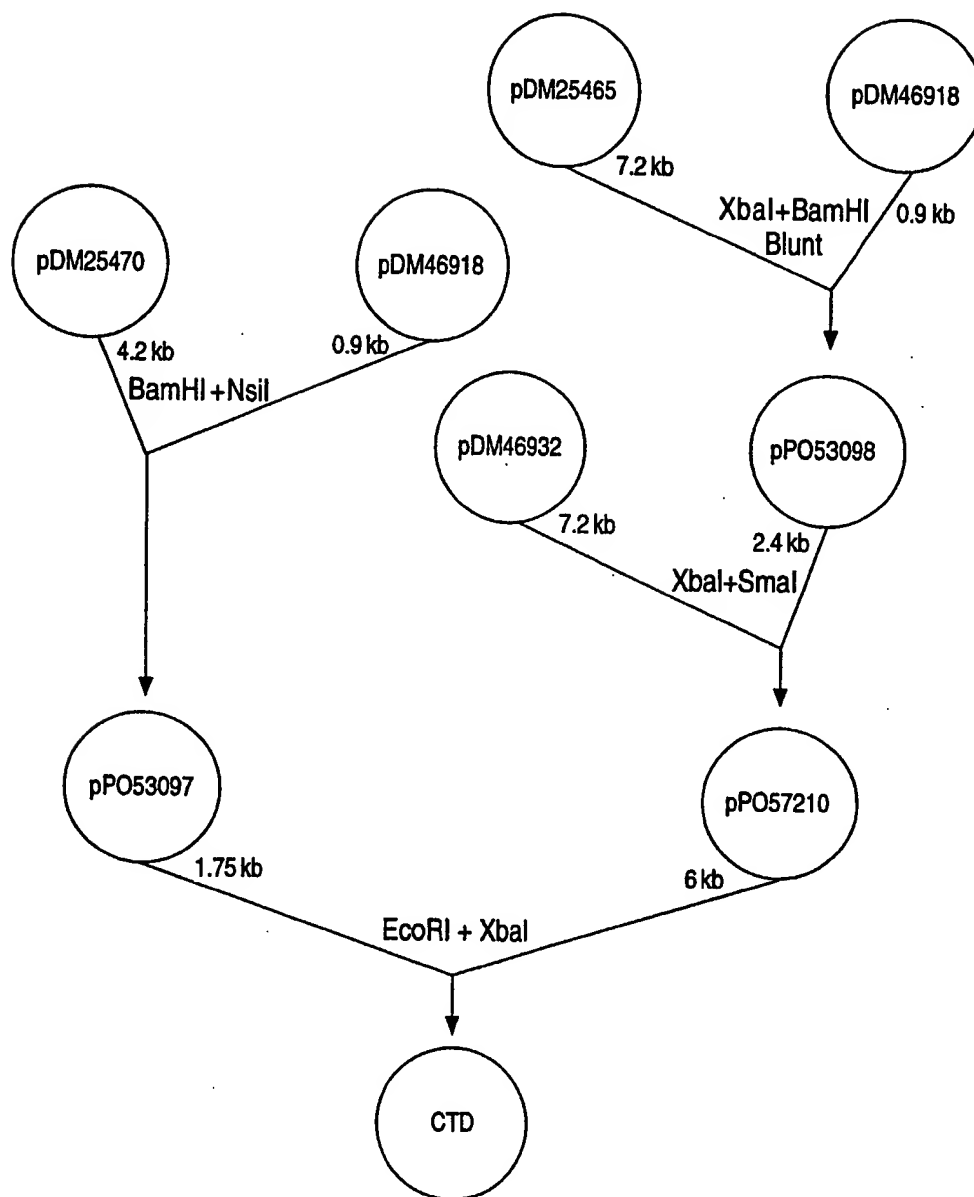 pDM25465
pDM46918
7.2 kb
XbaI+BamHI
Blunt
0.9 kb
pDM25470
pDM46918
4.2 kb
0.9 kb
BamHI +NsiI
pDM46932
pPO53098
7.2 kb
2.4 kb
XbaI+SmaI
pPO53097
pPO57210
1.75 kb
6 kb
EcoRI + XbaI
CTD